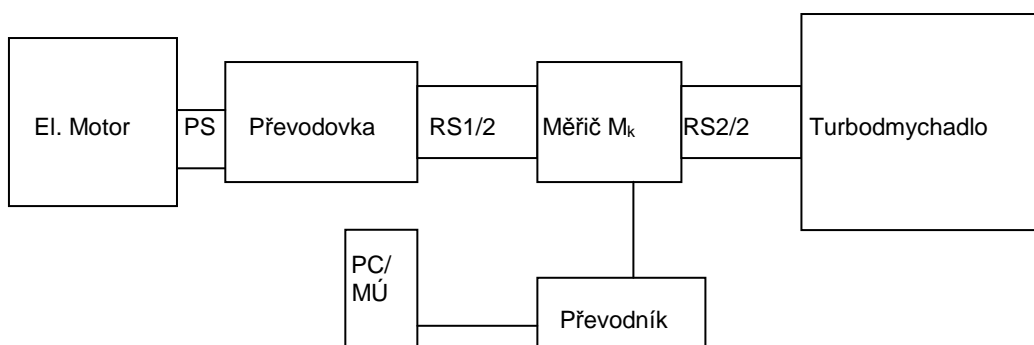 El. Motor
PS
Převodovka
RS1/2
Měřič Mk
RS2/2
Turbodmychadlo
PC/
MÚ
Převodník